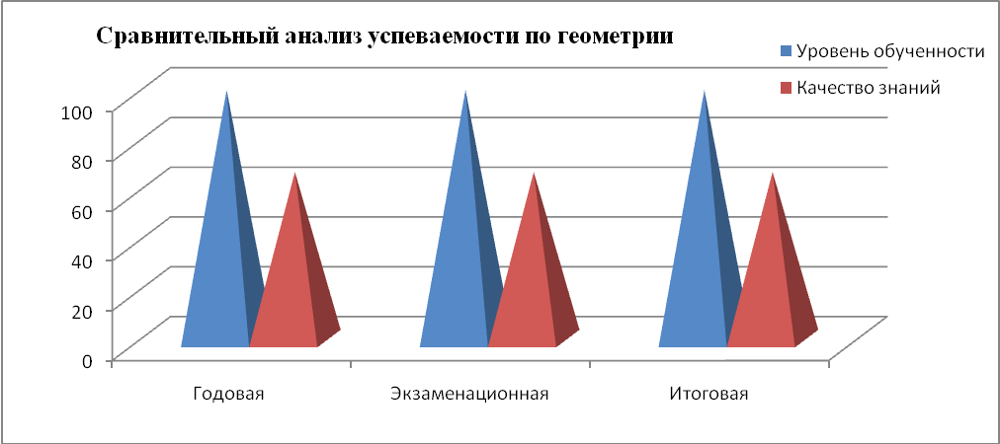 Сравнительный анализ успеваемости по геометрии
Уровень обученности
Качество знаний
100
80
60
40
20
0
Годовая
Экзаменационная
Итоговая